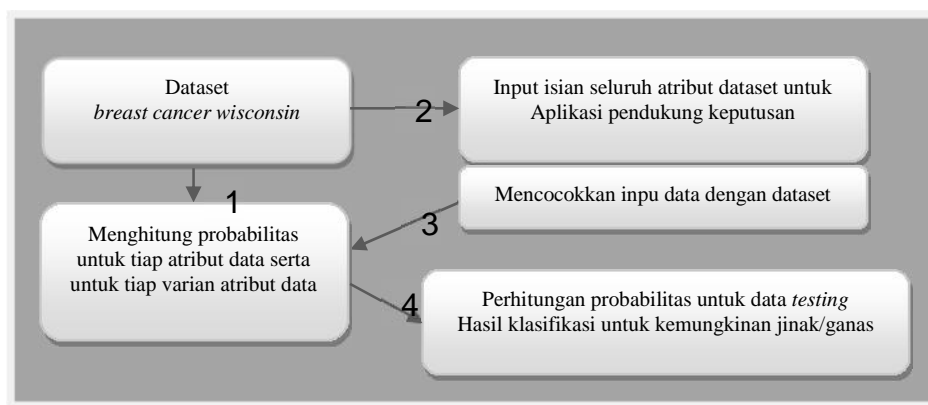 Dataset
breast cancer wisconsin
2
Input isian seluruh atribut dataset untuk
Aplikasi pendukung keputusan
1
Mencocokkan inpu data dengan dataset
3
Menghitung probabilitas
untuk tiap atribut data serta
untuk tiap varian atribut data
4
Perhitungan probabilitas untuk data testing
Hasil klasifikasi untuk kemungkinan jinak/ganas